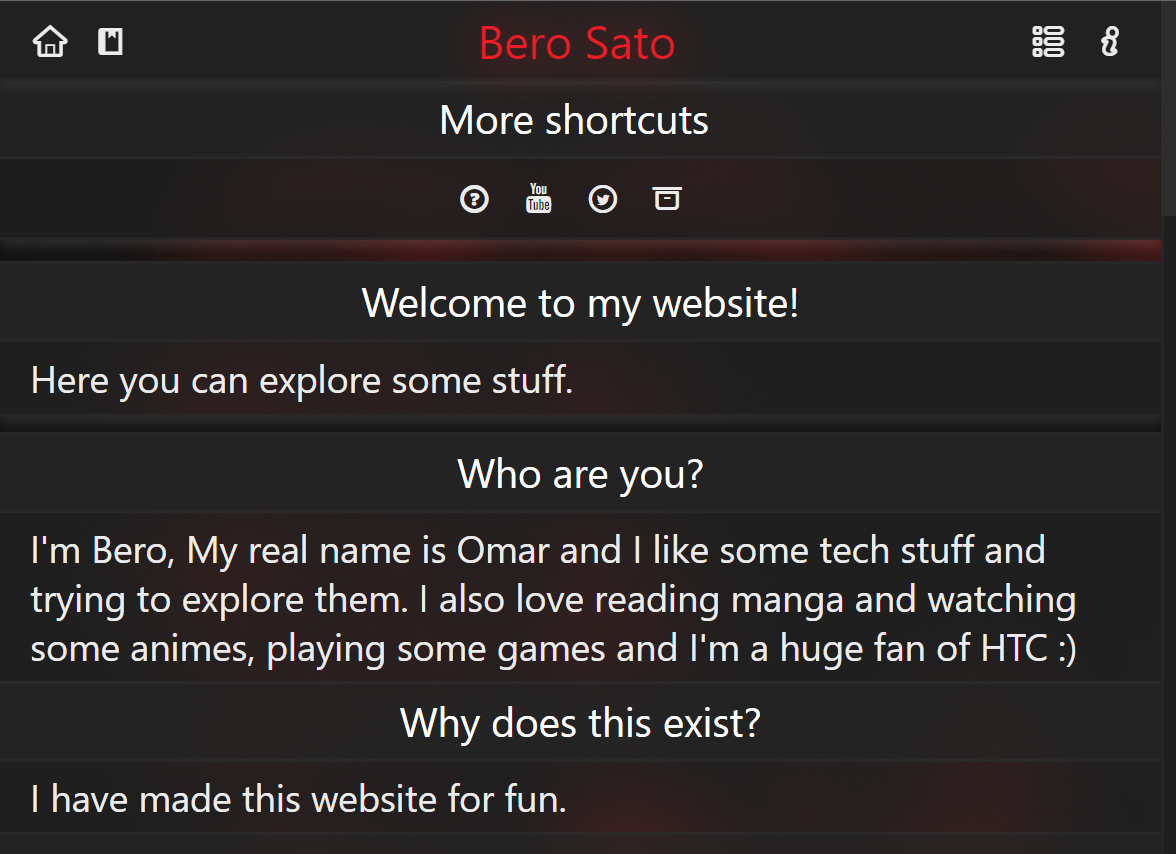 Bero Sato
More shortcuts
You
Tube
Welcome to my website!
Here you can explore some stuff.
Who are you?
I'm Bero, My real name is Omar and I like some tech stuff and
trying to explore them. I also love reading manga and watching
some animes, playing some games and I'm a huge fan of HTC :)
Why does this exist?
I have made this website for fun.